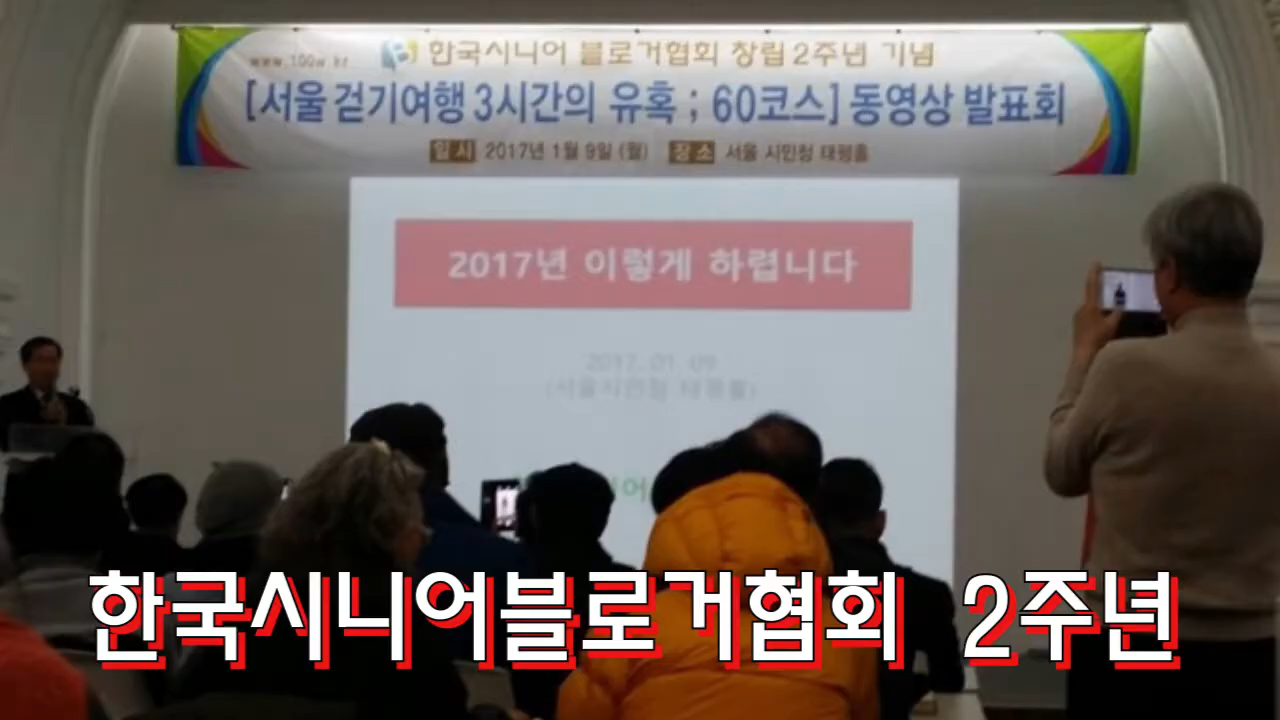 www.100w.kr
한국시니어 블로거협회 창립2주년 기념
[서울 걷기여행 3시간의 유혹 ; 60코스] 동영상 발표회
일시 2017년 1월 9일 (월) 장소 서울 시민청 태평홀
2017년 이렇게 하렵니다
2017. 01. 09
(서울시민청 태평홀)
한국시니어블로거협회 2주년